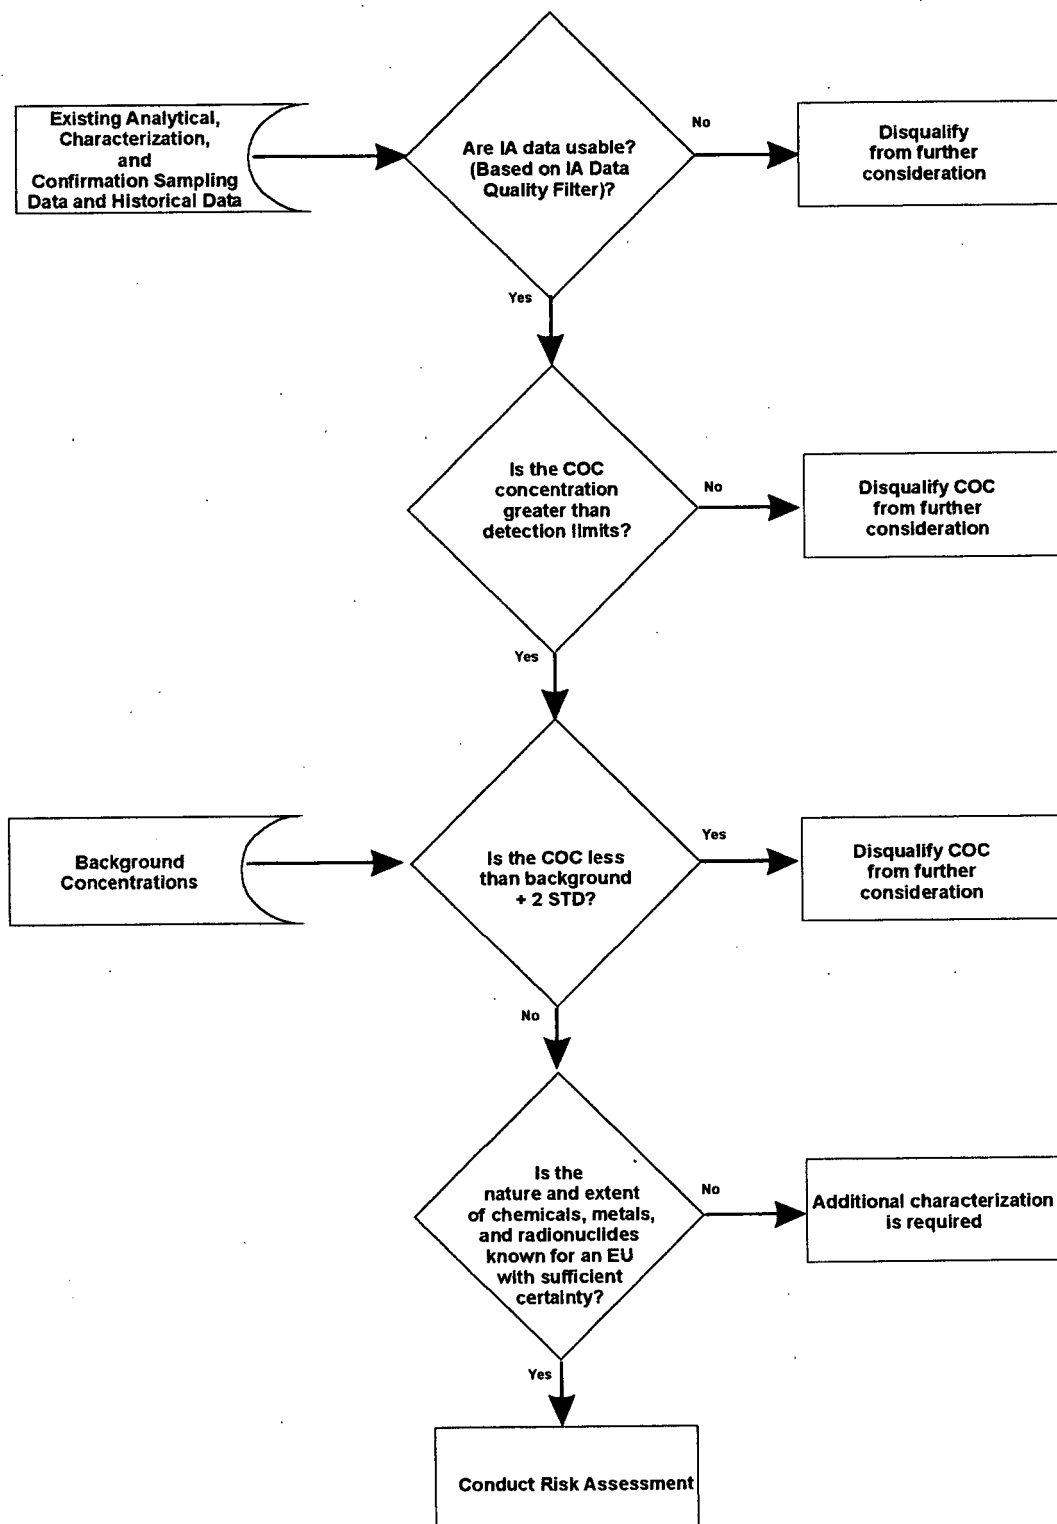 Existing Analytical,
Characterization,
and
Confirmation Sampling
Data and Historical Data
Are IA data usable?
(Based on IA Data
Quality Filter)?
No
Disqualify
from further
consideration
Yes
Is the COC
concentration
greater than
detection limits?
No
Disqualify COC
from further
consideration
Yes
Background
Concentrations
Is the COC less
than background
+ 2 STD?
Yes
Disqualify COC
from further
consideration
No
Is the
nature and extent
of chemicals, metals,
and radionuclides
known for an EU
with sufficient
certainty?
No
Additional characterization
is required
Yes
Conduct Risk Assessment